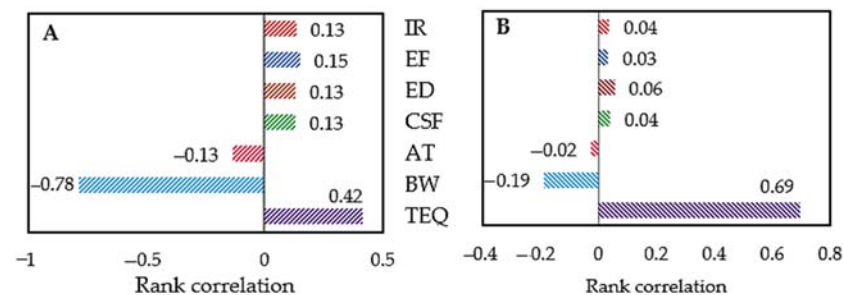 A
0.13
0.15
0.13
0.13
−0.13
−0.78
0.42
−1
−0.5
0
0.5
Rank correlation
IR
EF
ED
CSF
AT
BW
TEQ
B
0.04
0.03
0.06
0.04
−0.02
−0.19
0.69
−0.4
−0.2
0
0.2
0.4
0.6
0.8
Rank correlation